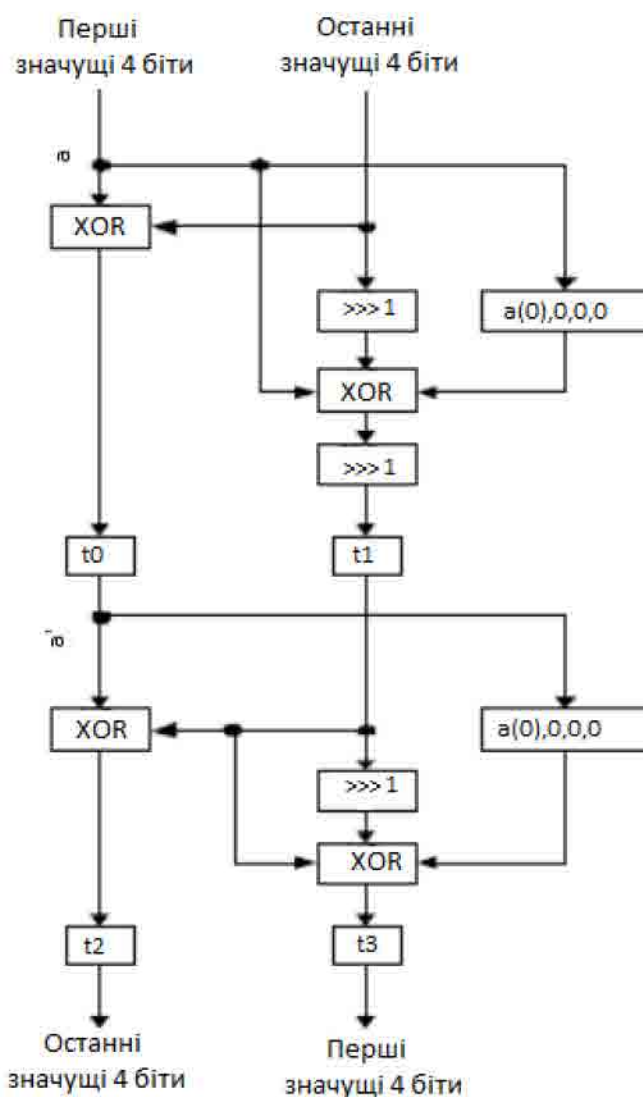 Перші
значущі 4 біти
Останні
значущі 4 біти
a
XOR
>>> 1
a(0),0,0,0
XOR
>>> 1
t0
t1
a'
XOR
a(0),0,0,0
>>> 1
XOR
t2
t3
Останні
значущі 4 біти
Перші
значущі 4 біти